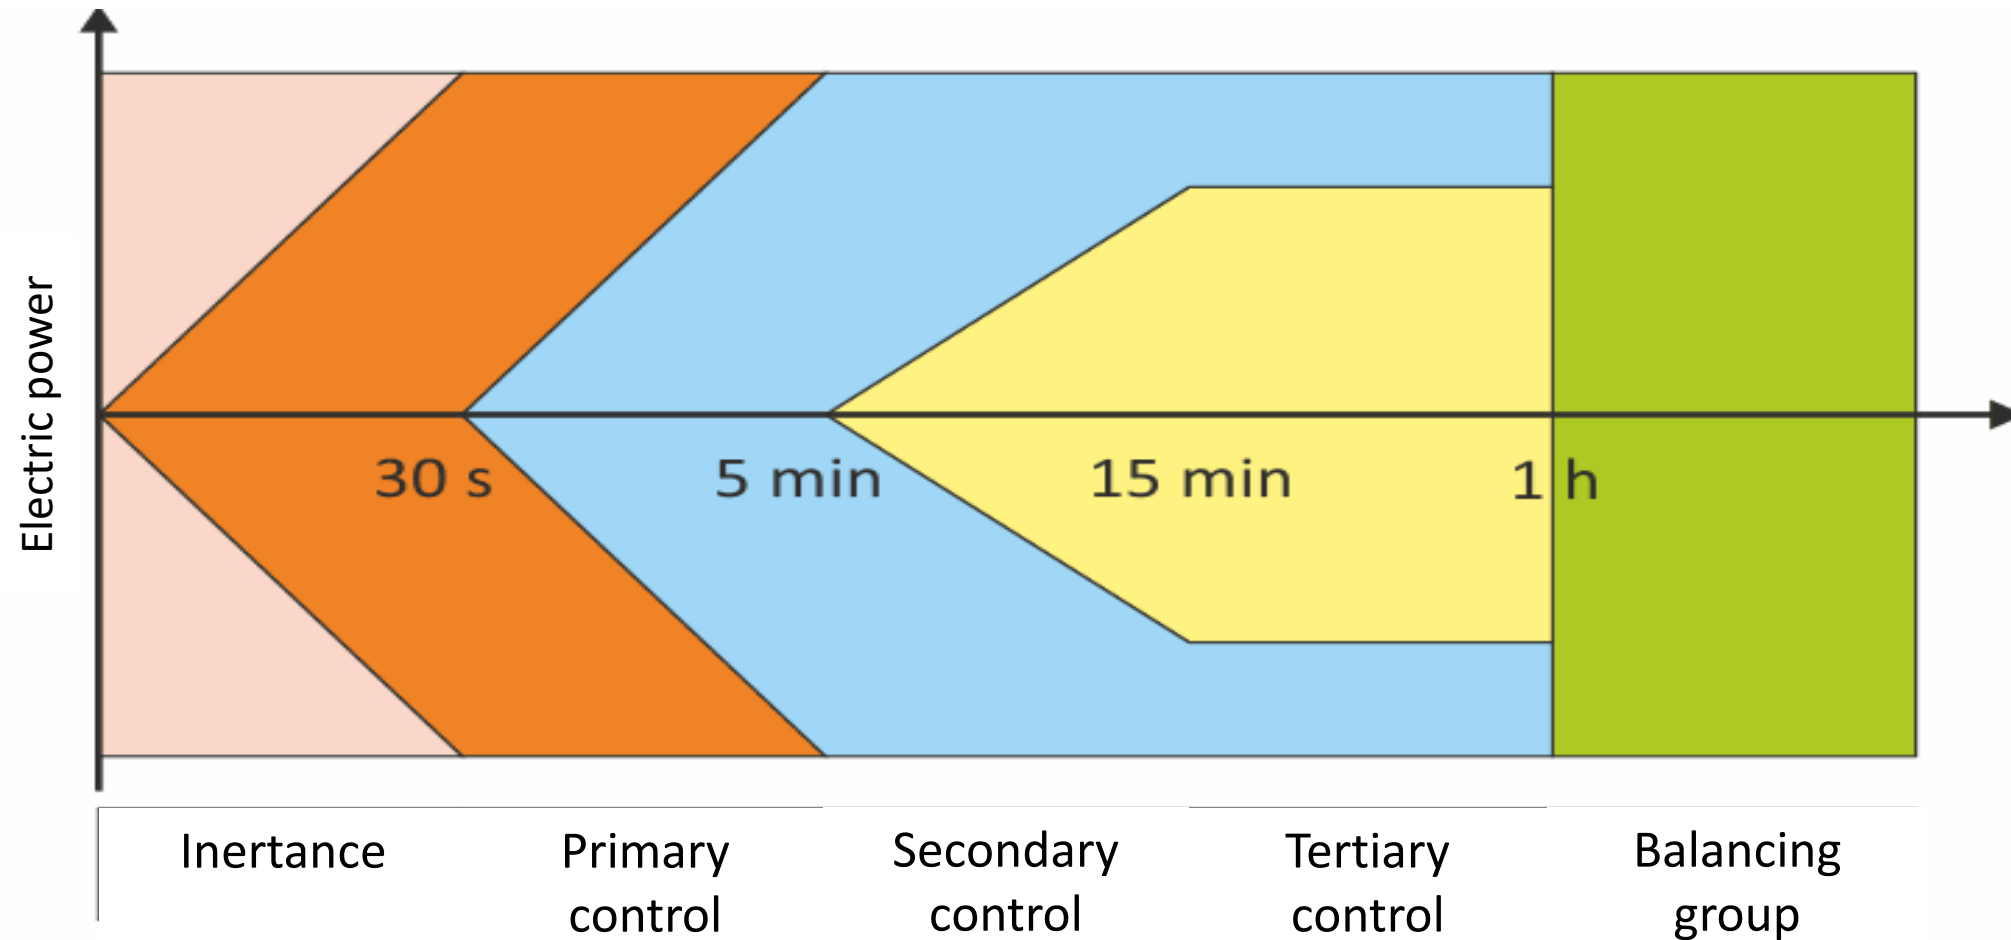 Electric power
30 s
5 min
15 min
1 h
Inertance
Primary
control
Secondary
control
Tertiary
control
Balancing
group